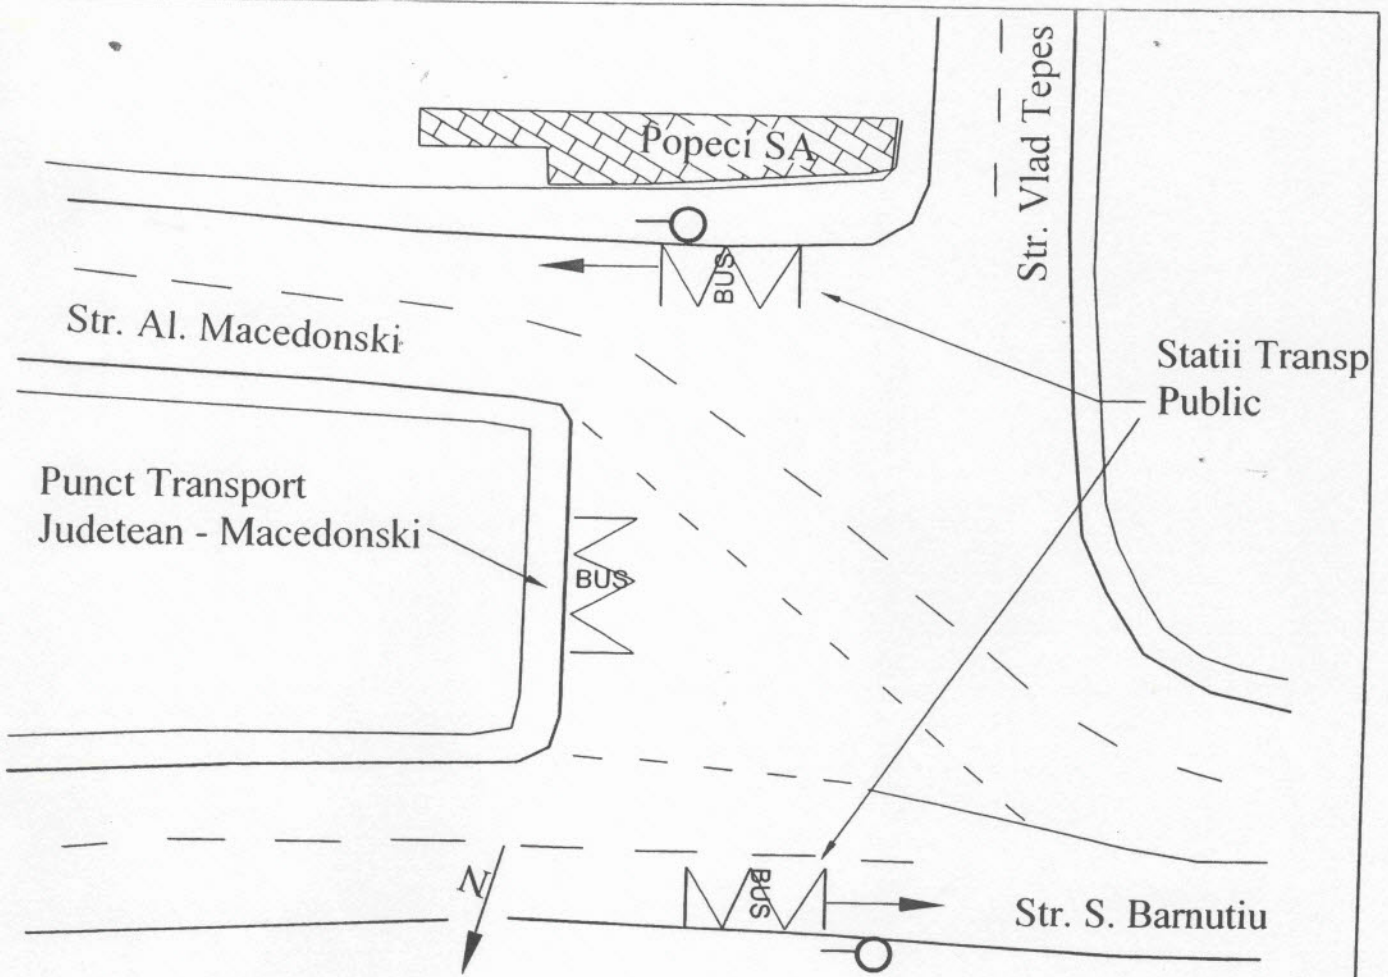 Str. Vlad Tepes
Popeci SA
BUS
Str. Al. Macedonski
Statii Transp
Public
Punct Transport
Judetean - Macedonski
BUS
N
BUS
Str. S. Barnutiu